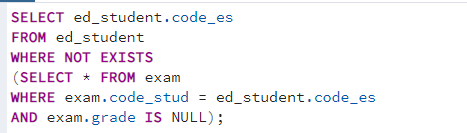 SELECT ed_student.code_es
FROM ed_student
WHERE NOT EXISTS
(SELECT * FROM exam
WHERE exam.code_stud = ed_student.code_es
AND exam.grade IS NULL);